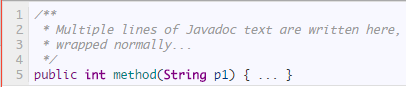 1 /**
2  * Multiple lines of Javadoc text are written here,
3  * wrapped normally...
4  */
5 public int method(String p1) { ... }